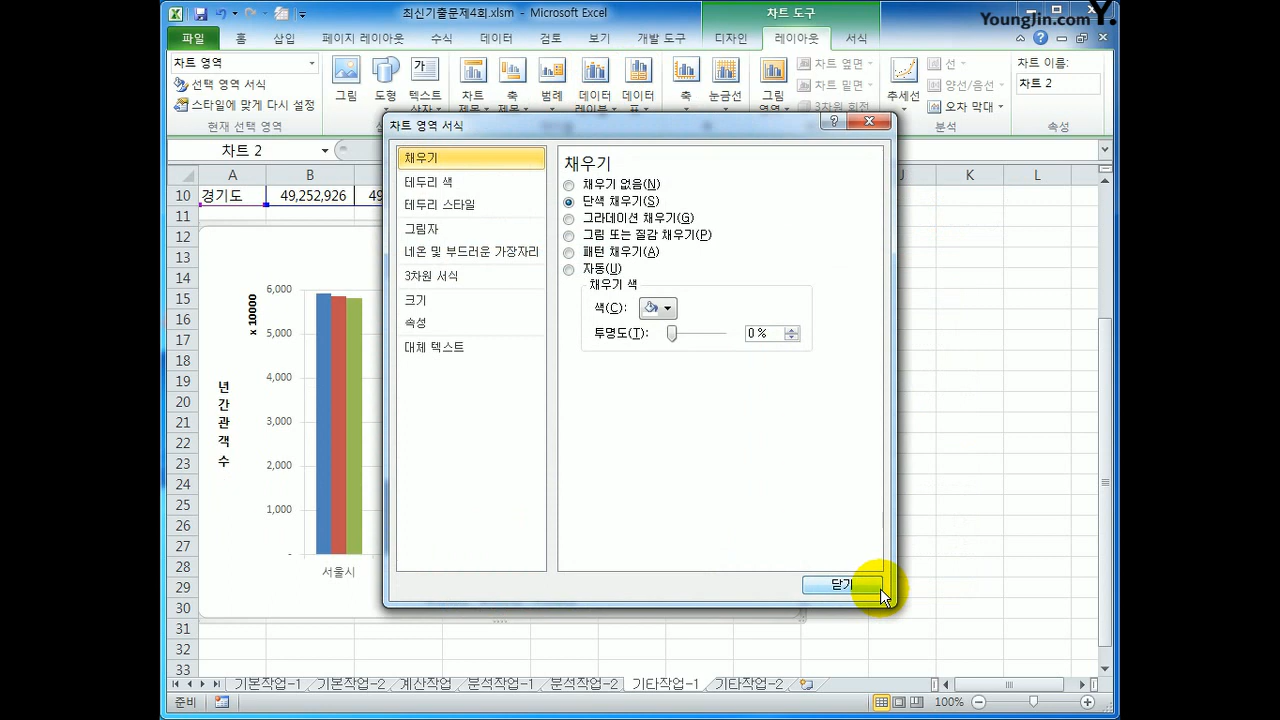 최신기출문제4회.xlsm - Microsoft Excel
차트 도구
YoungJin.com Y.
파일 홈 삽입 페이지 레이아웃 수식 데이터 검토 보기 개발 도구 디자인 레이아웃 서식
차트 영역
선택 영역 서식
스타일에 맞게 다시 설정
현재 선택 영역
그림 도형 텍스트
차트 축 범례 데이터 데이터
축 눈금선
그림
차트 옆면
차트 밑면
3차원 회전
추세선
선
양선/음선
오차 막대
분석
차트 이름:
차트 2
속성
차트 2
A B J K L
10 경기도 49,252,926 49
11
12
13
14
15
16
17
18
19
20
21
22
23
24
25
26
27
28
29
30
31
32
33
x 10000
6,000
5,000
4,000
3,000
2,000
1,000
-
년
간
관
객
수
서울시
차트 영역 서식
채우기
테두리 색
테두리 스타일
그림자
네온 및 부드러운 가장자리
3차원 서식
크기
속성
대체 텍스트
채우기
채우기 없음(N)
단색 채우기(S)
그라데이션 채우기(G)
그림 또는 질감 채우기(P)
패턴 채우기(A)
자동(U)
채우기 색
색(C):
투명도(T): 0 %
닫기
기본작업-1 기본작업-2 계산작업 분석작업-1 분석작업-2 기타작업-1 기타작업-2
준비 100%